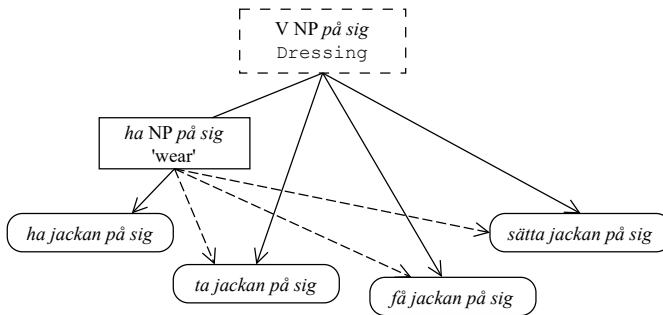 V NP på sig
Dressing
ha NP på sig
'wear'
ha jackan på sig
sätta jackan på sig
ta jackan på sig
få jackan på sig